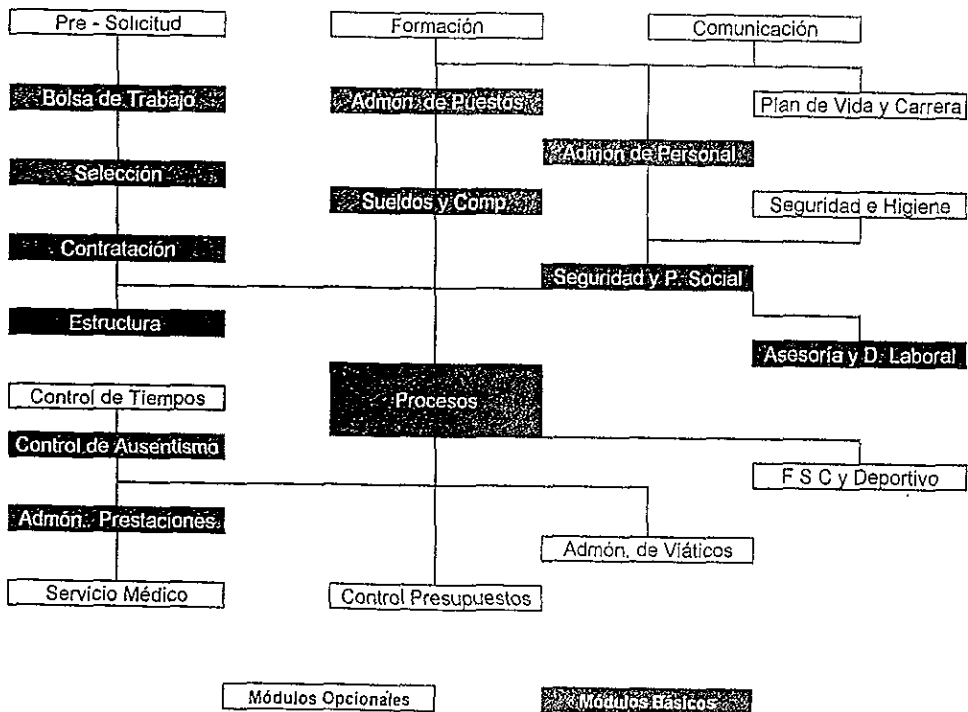 Pre - Solicitud
Formación
Comunicación
Bolsa de Trabajo
Admón. de Puestos
Plan de Vida y Carrera
Admón de Personal
Selección
Sueldos y Comp.
Seguridad e Higiene
Contratación
Seguridad y P. Social
Estructura
Asesoría y D. Laboral
Control de Tiempos
Procesos
Control de Ausentismo
F S C y Deportivo
Admón.. Prestaciones
Admón. de Viáticos
Servicio Médico
Control Presupuestos
Módulos Opcionales
Módulos Básicos